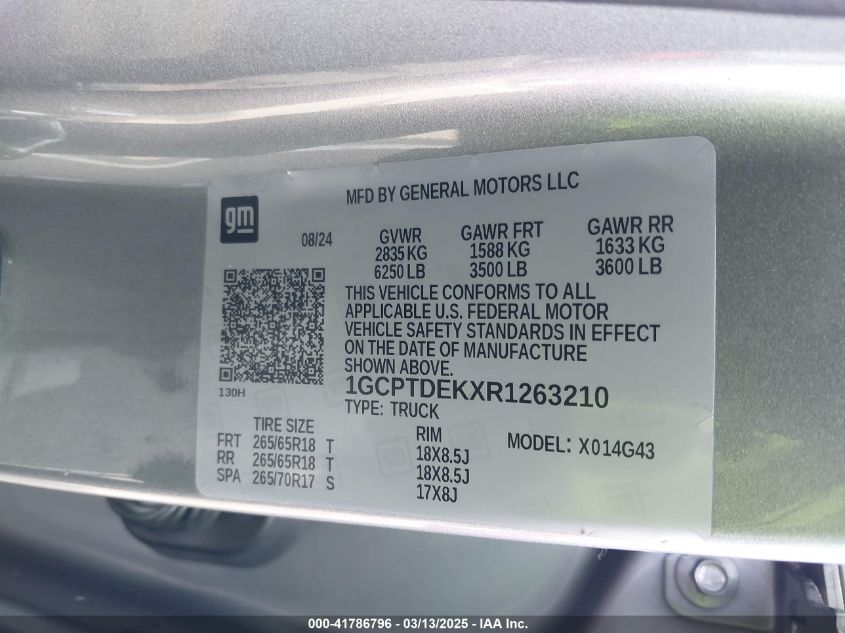 gm
MFD BY GENERAL MOTORS LLC
08/24
GVWR
2835 KG
6250 LB
GAWR FRT
1588 KG
3500 LB
GAWR RR
1633 KG
3600 LB
THIS VEHICLE CONFORMS TO ALL
APPLICABLE U.S. FEDERAL MOTOR
VEHICLE SAFETY STANDARDS IN EFFECT
ON THE DATE OF MANUFACTURE
SHOWN ABOVE.
130H
1GCPTDEKXR1263210
TYPE: TRUCK
MODEL: X014G43
TIRE SIZE RIM
FRT 265/65R18 T 18X8.5J
RR 265/65R18 T 18X8.5J
SPA 265/70R17 S 17X8J
000-41786796 - 03/13/2025 - IAA Inc.